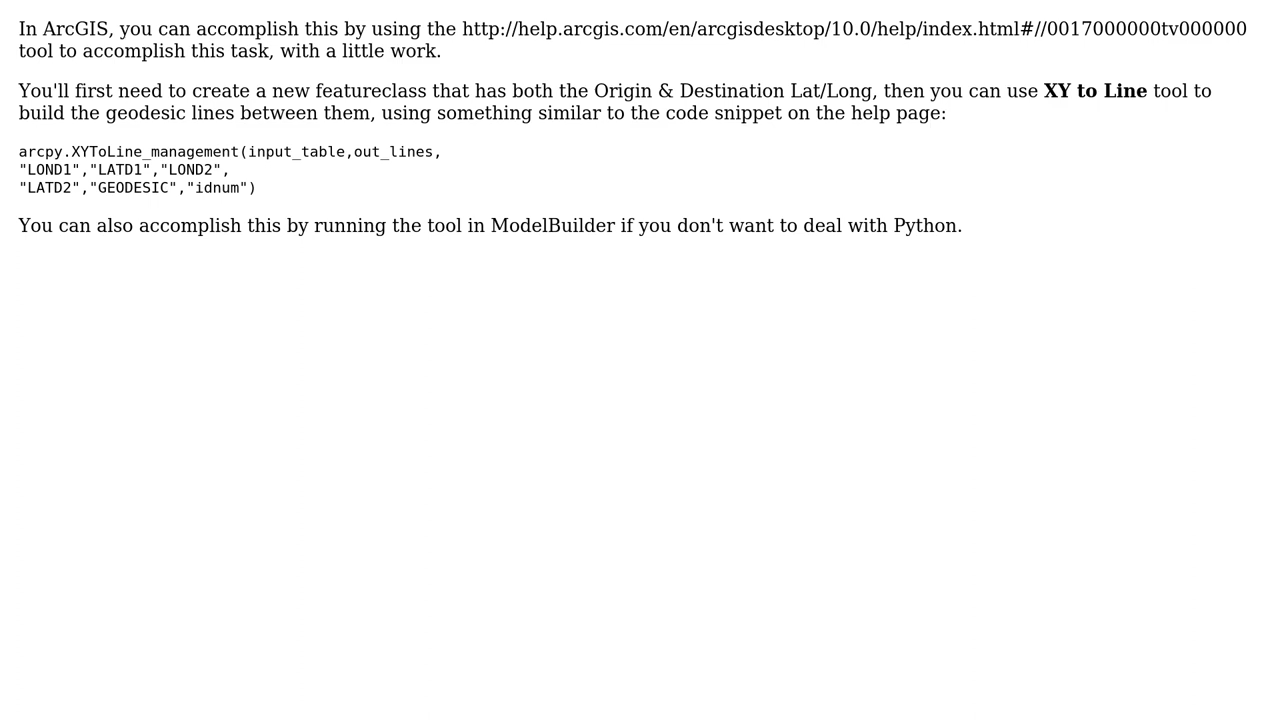 In ArcGIS, you can accomplish this by using the http://help.arcgis.com/en/arcgisdesktop/10.0/help/index.html#//0017000000tv000000
tool to accomplish this task, with a little work.
You'll first need to create a new featureclass that has both the Origin & Destination Lat/Long, then you can use XY to Line tool to
build the geodesic lines between them, using something similar to the code snippet on the help page:
arcpy.XYToLine_management(input_table,out_lines,
"LOND1","LATD1","LOND2",
"LATD2","GEODESIC","idnum")
You can also accomplish this by running the tool in ModelBuilder if you don't want to deal with Python.